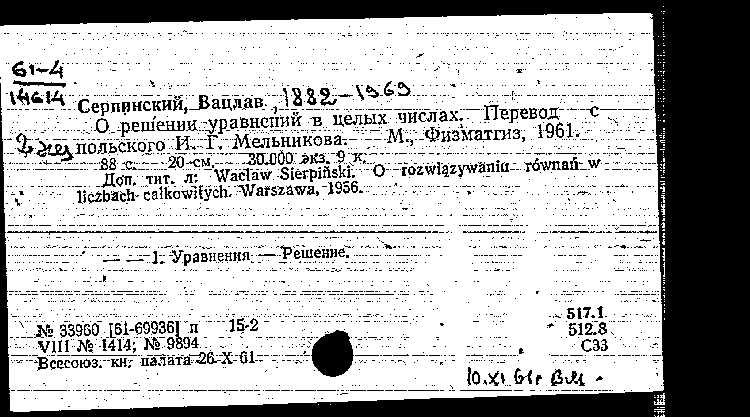 61-4
14614
Серпинский, Вацлав, 1882-1969
О решении уравнений в целых числах. Перевод с
2 экз польского И. Г. Мельникова. М., Физматгиз, 1961.
88 с. 20 см. 30.000 экз. 9 к.
Доп. тит. л: Wacław Sierpiński. O rozwiązywaniu równań w
liczbach całkowitych. Warszawa, 1956.
— — 1. Уравнения — Решение.
517.1
№ 33960 [61-69936] п 15-2 512.8
VIII № 1414; № 9894 С33
Всесоюз. кн. палата 26 X 61
10.XI 61г